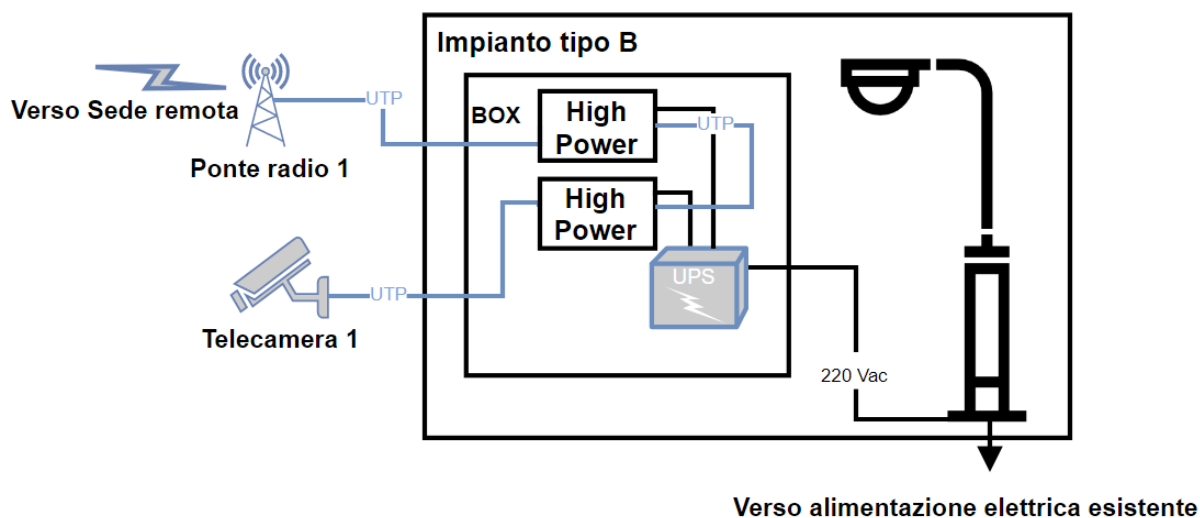 Impianto tipo B
Verso Sede remota
UTP
BOX
High
Power
UTP
Ponte radio 1
High
Power
UPS
UTP
Telecamera 1
220 Vac
Verso alimentazione elettrica esistente